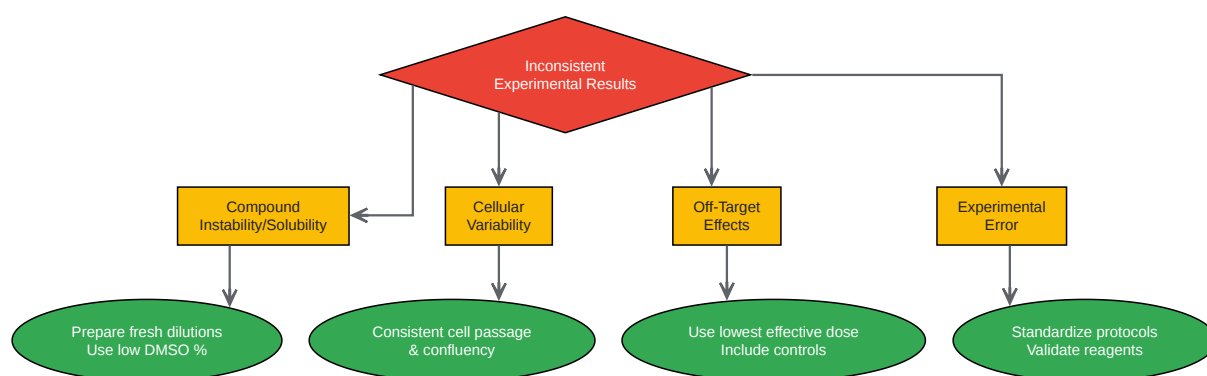 Inconsistent
Experimental Results
Compound
Instability/Solubility
Cellular
Variability
Off-Target
Effects
Experimental
Error
Prepare fresh dilutions
Use low DMSO %
Consistent cell passage
& confluency
Use lowest effective dose
Include controls
Standardize protocols
Validate reagents